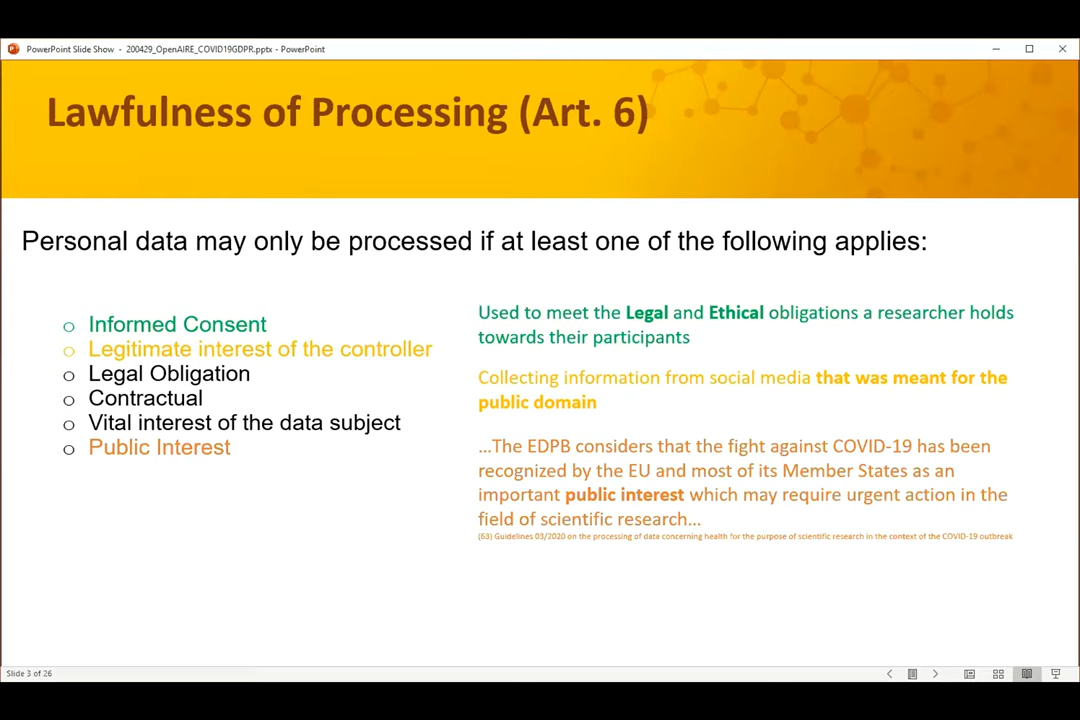 PowerPoint Slide Show - 200429_OpenAIRE_COVID19GDPR.pptx - PowerPoint
Lawfulness of Processing (Art. 6)
Personal data may only be processed if at least one of the following applies:
o Informed Consent
o Legitimate interest of the controller
o Legal Obligation
o Contractual
o Vital interest of the data subject
o Public Interest
Used to meet the Legal and Ethical obligations a researcher holds
towards their participants
Collecting information from social media that was meant for the
public domain
...The EDPB considers that the fight against COVID-19 has been
recognized by the EU and most of its Member States as an
important public interest which may require urgent action in the
field of scientific research...
(63) Guidelines 03/2020 on the processing of data concerning health for the purpose of scientific research in the context of the COVID-19 outbreak
Slide 3 of 26